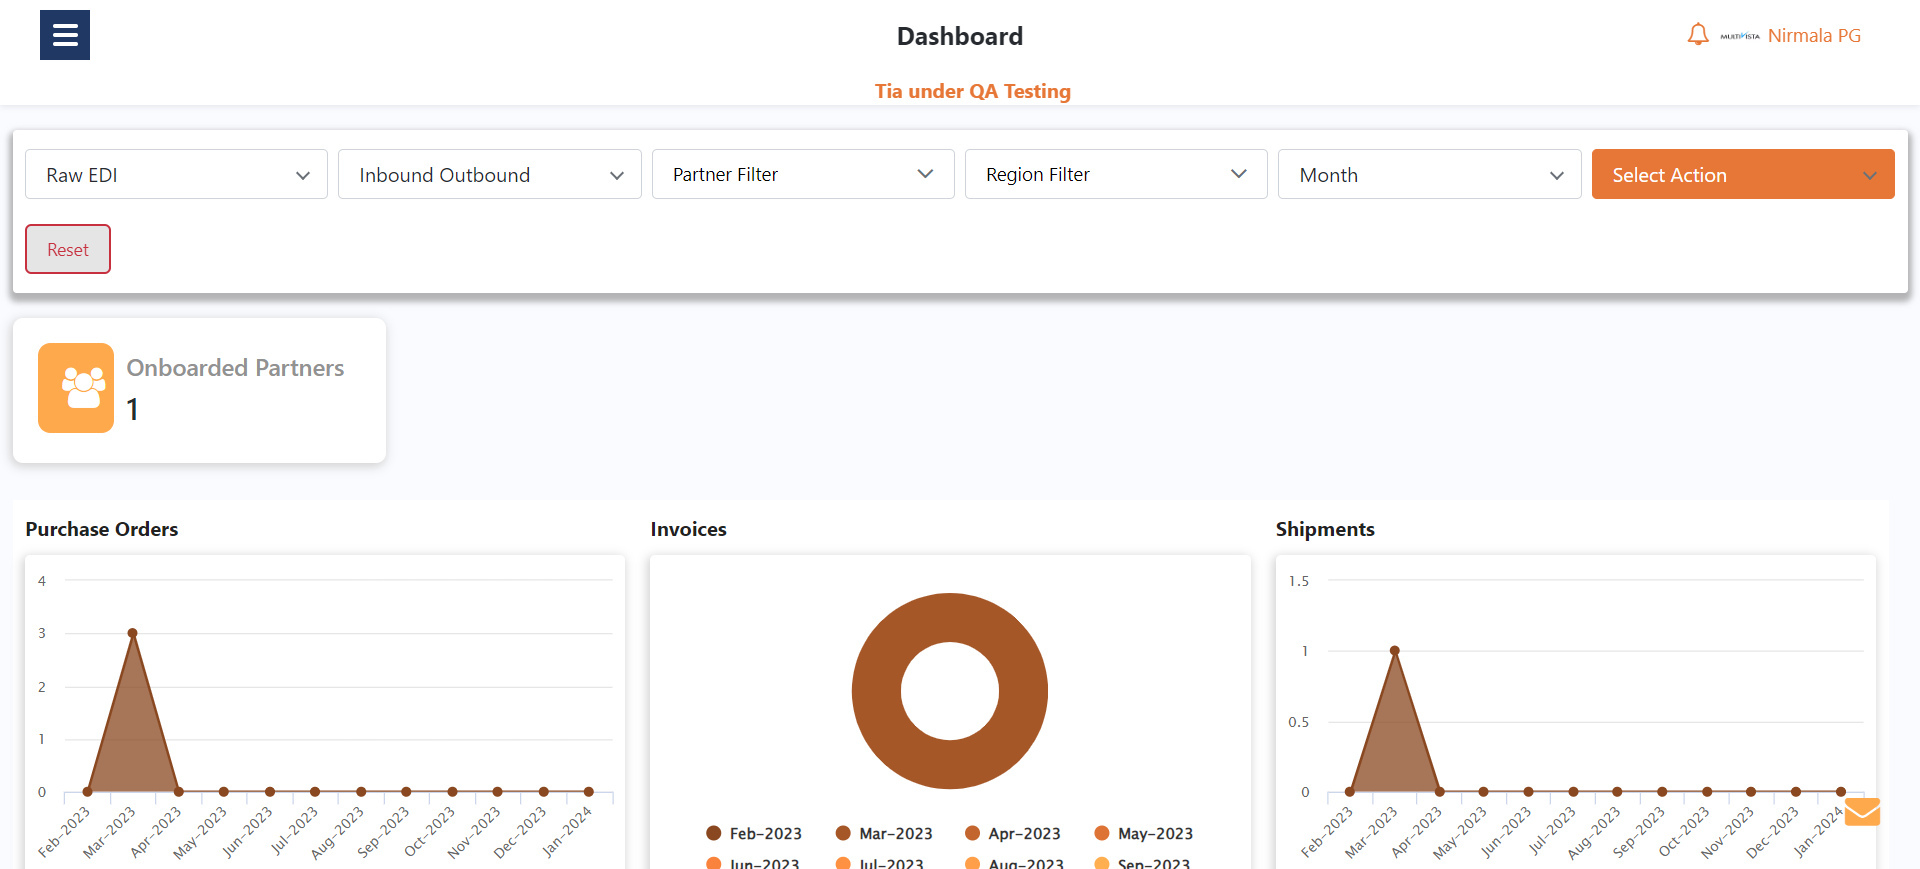 Dashboard
MULTIVISTA Nirmala PG
Tia under QA Testing
Raw EDI
Inbound Outbound
Partner Filter
Region Filter
Month
Select Action
Reset
Onboarded Partners
1
Purchase Orders
4
3
2
1
0
Feb-2023
Mar-2023
Apr-2023
May-2023
Jun-2023
Jul-2023
Aug-2023
Sep-2023
Oct-2023
Nov-2023
Dec-2023
Jan-2024
Invoices
Feb-2023
Mar-2023
Apr-2023
May-2023
Jun-2023
Jul-2023
Aug-2023
Sep-2023
Shipments
1.5
1
0.5
0
Feb-2023
Mar-2023
Apr-2023
May-2023
Jun-2023
Jul-2023
Aug-2023
Sep-2023
Oct-2023
Nov-2023
Dec-2023
Jan-2024